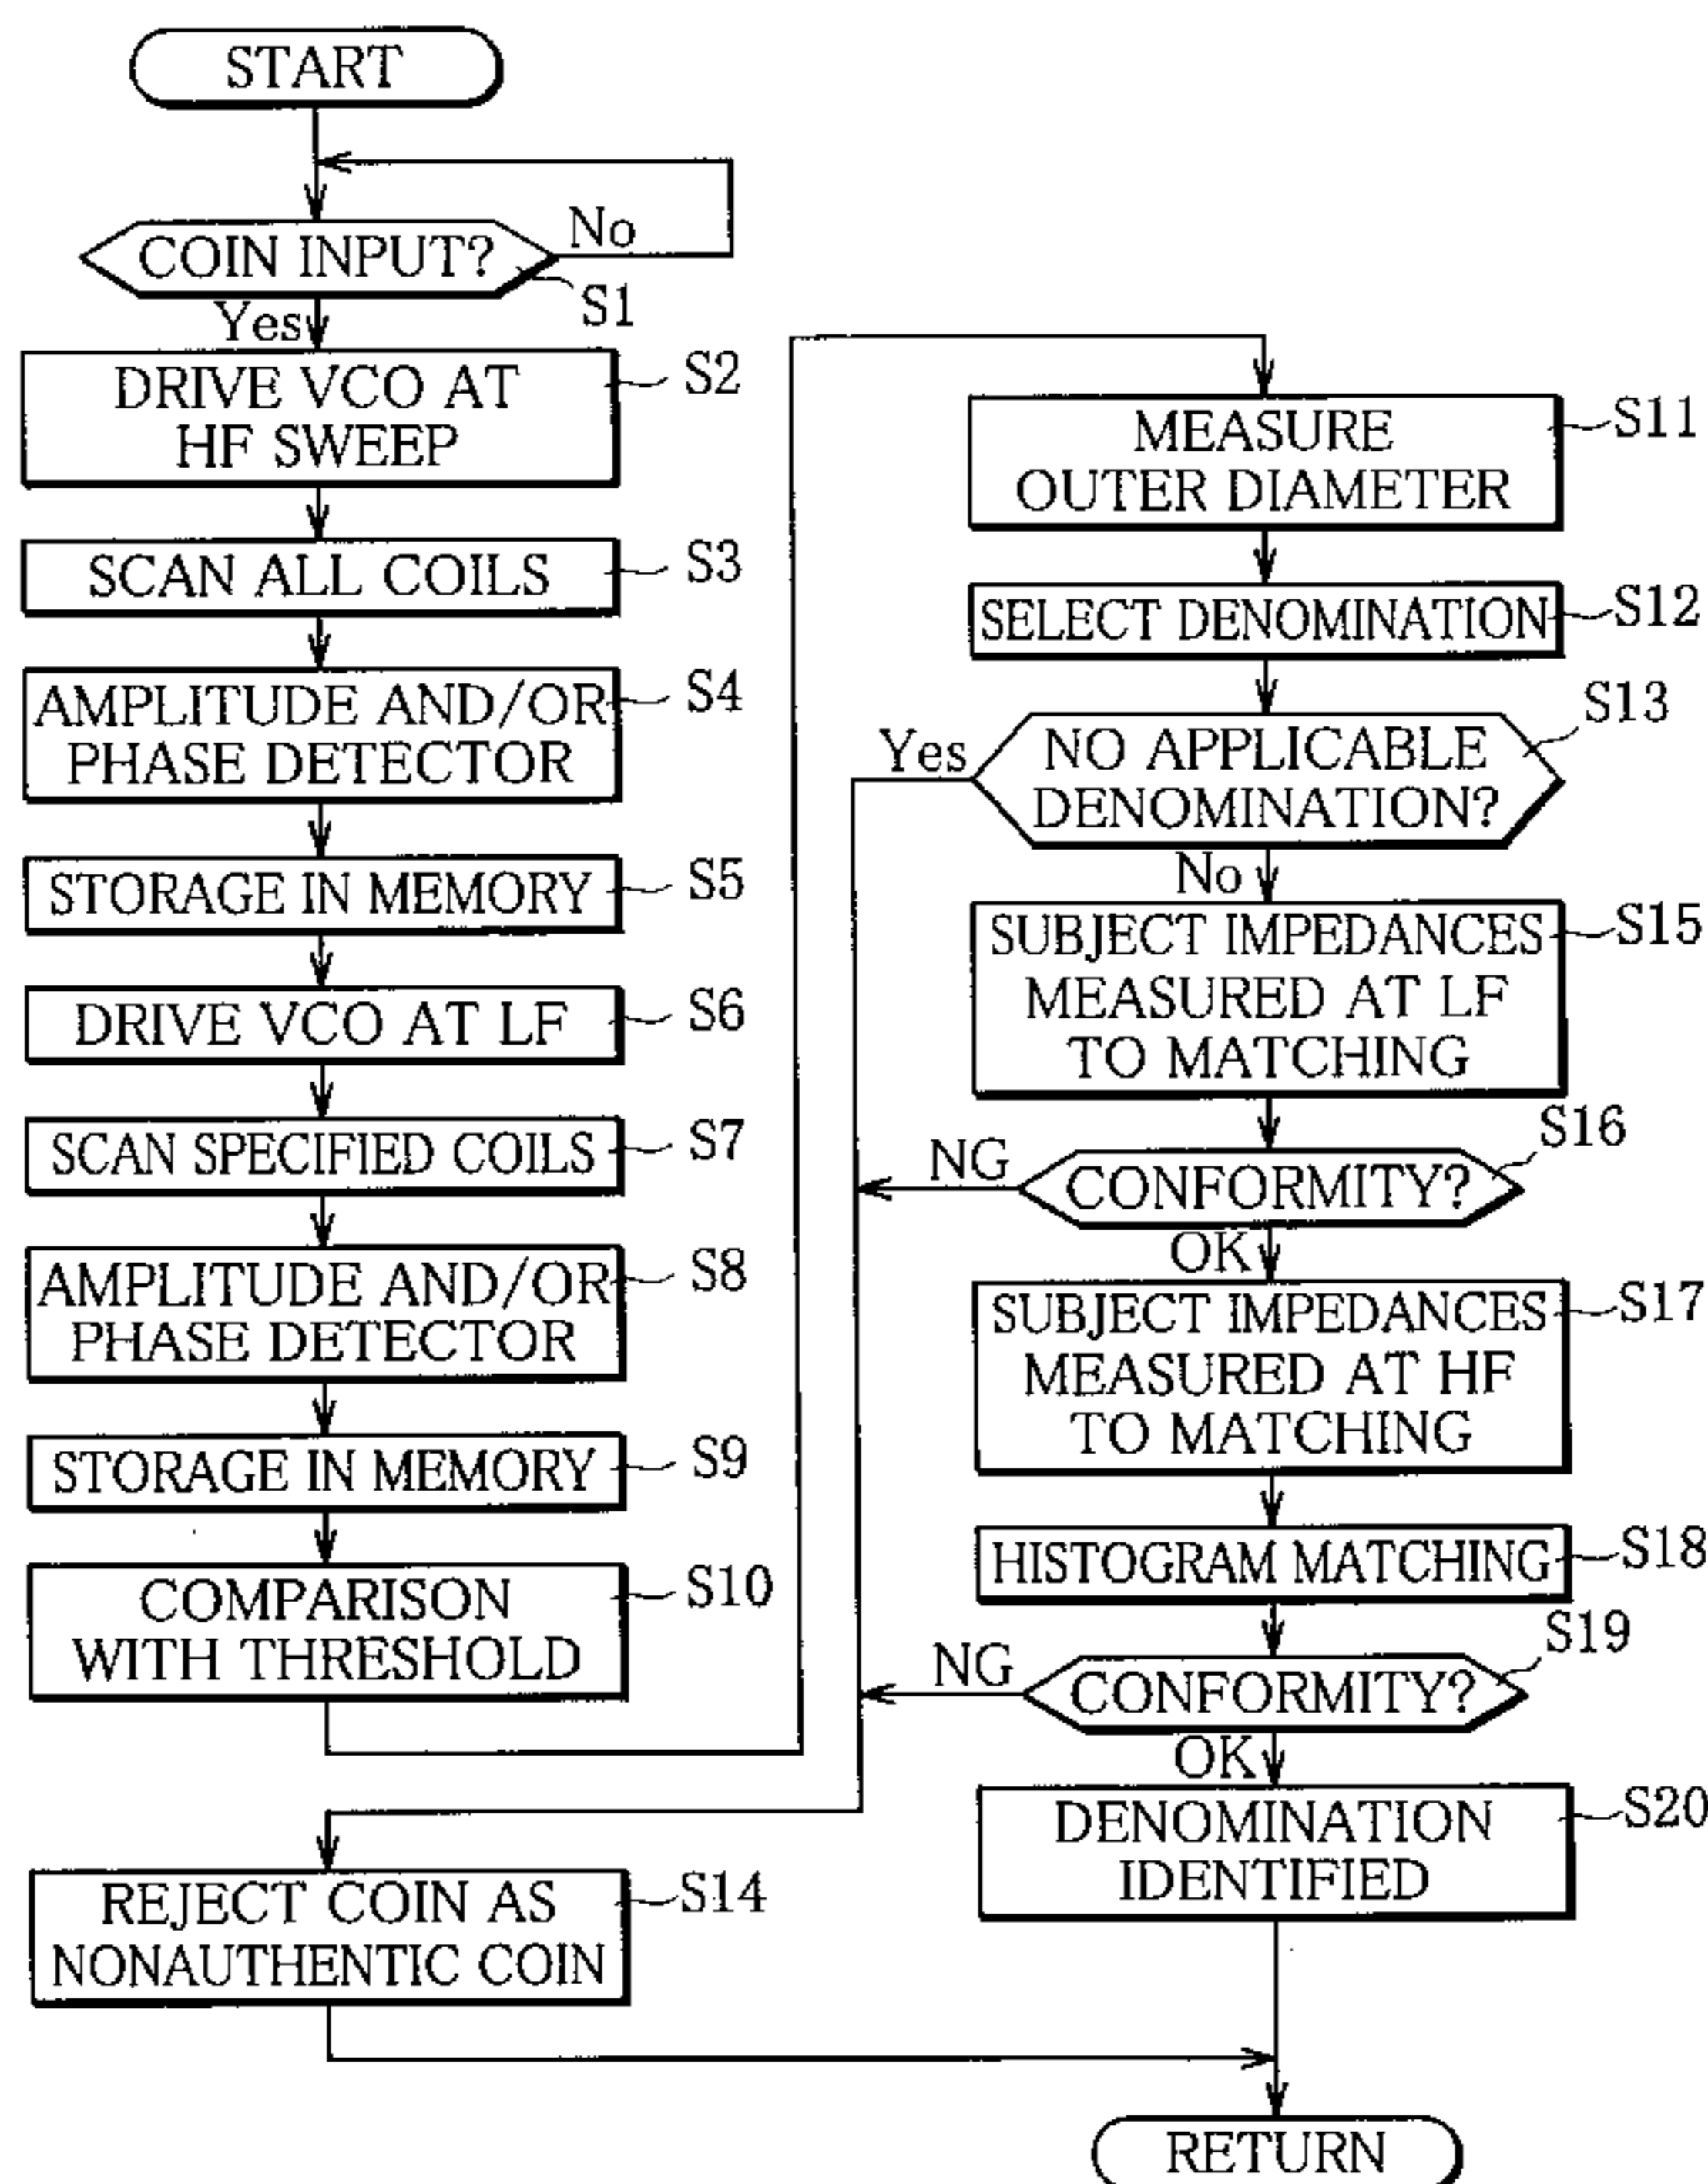 START
COIN INPUT?
No
S1
Yes
DRIVE VCO AT
HF SWEEP
S2
SCAN ALL COILS
S3
AMPLITUDE AND/OR
PHASE DETECTOR
S4
STORAGE IN MEMORY
S5
DRIVE VCO AT LF
S6
SCAN SPECIFIED COILS
S7
AMPLITUDE AND/OR
PHASE DETECTOR
S8
STORAGE IN MEMORY
S9
COMPARISON
WITH THRESHOLD
S10
MEASURE
OUTER DIAMETER
S11
SELECT DENOMINATION
S12
NO APPLICABLE
DENOMINATION?
S13
Yes
No
SUBJECT IMPEDANCES
MEASURED AT LF
TO MATCHING
S15
CONFORMITY?
S16
NG
OK
SUBJECT IMPEDANCES
MEASURED AT HF
TO MATCHING
S17
HISTOGRAM MATCHING
S18
CONFORMITY?
S19
NG
OK
DENOMINATION
IDENTIFIED
S20
REJECT COIN AS
NONAUTHENTIC COIN
S14
RETURN